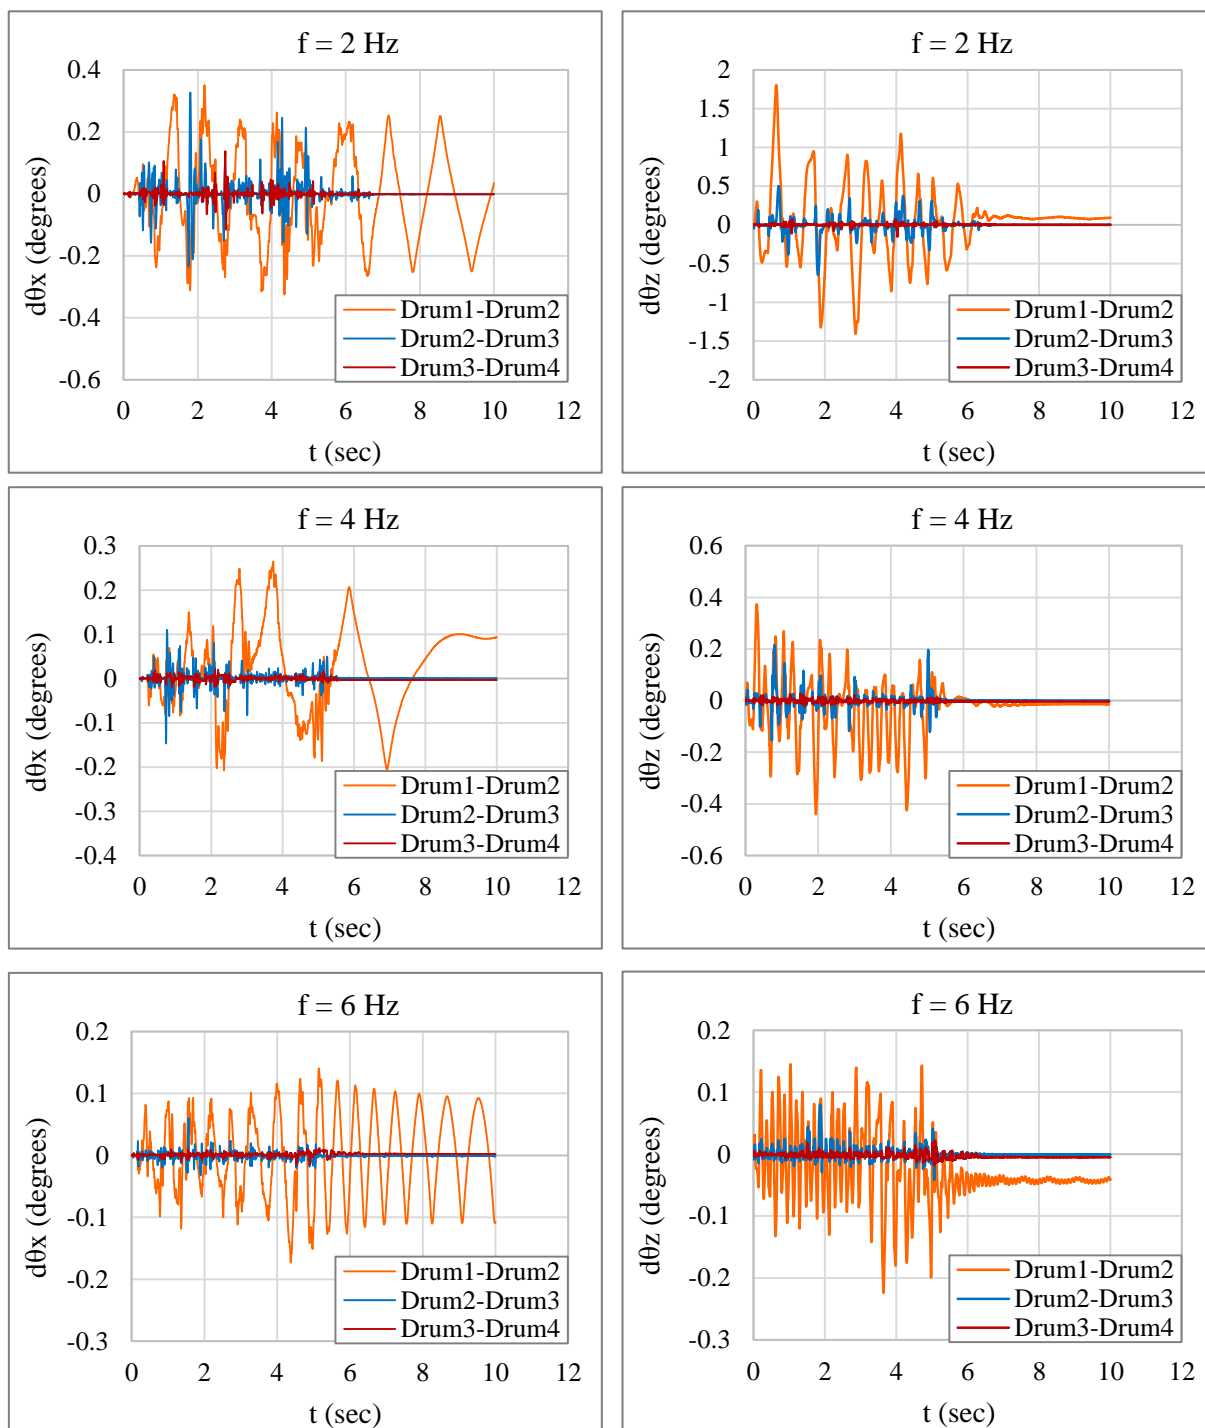 f = 2 Hz
0.4
0.2
0
-0.2
-0.4
-0.6
dθx (degrees)
Drum1-Drum2
Drum2-Drum3
Drum3-Drum4
0 2 4 6 8 10 12
t (sec)
f = 2 Hz
2
1.5
1
0.5
0
-0.5
-1
-1.5
-2
dθz (degrees)
Drum1-Drum2
Drum2-Drum3
Drum3-Drum4
0 2 4 6 8 10 12
t (sec)
f = 4 Hz
0.3
0.2
0.1
0
-0.1
-0.2
-0.3
-0.4
dθx (degrees)
Drum1-Drum2
Drum2-Drum3
Drum3-Drum4
0 2 4 6 8 10 12
t (sec)
f = 4 Hz
0.6
0.4
0.2
0
-0.2
-0.4
-0.6
dθz (degrees)
Drum1-Drum2
Drum2-Drum3
Drum3-Drum4
0 2 4 6 8 10 12
t (sec)
f = 6 Hz
0.2
0.1
0
-0.1
-0.2
-0.3
dθx (degrees)
Drum1-Drum2
Drum2-Drum3
Drum3-Drum4
0 2 4 6 8 10 12
t (sec)
f = 6 Hz
0.2
0.1
0
-0.1
-0.2
-0.3
dθz (degrees)
Drum1-Drum2
Drum2-Drum3
Drum3-Drum4
0 2 4 6 8 10 12
t (sec)